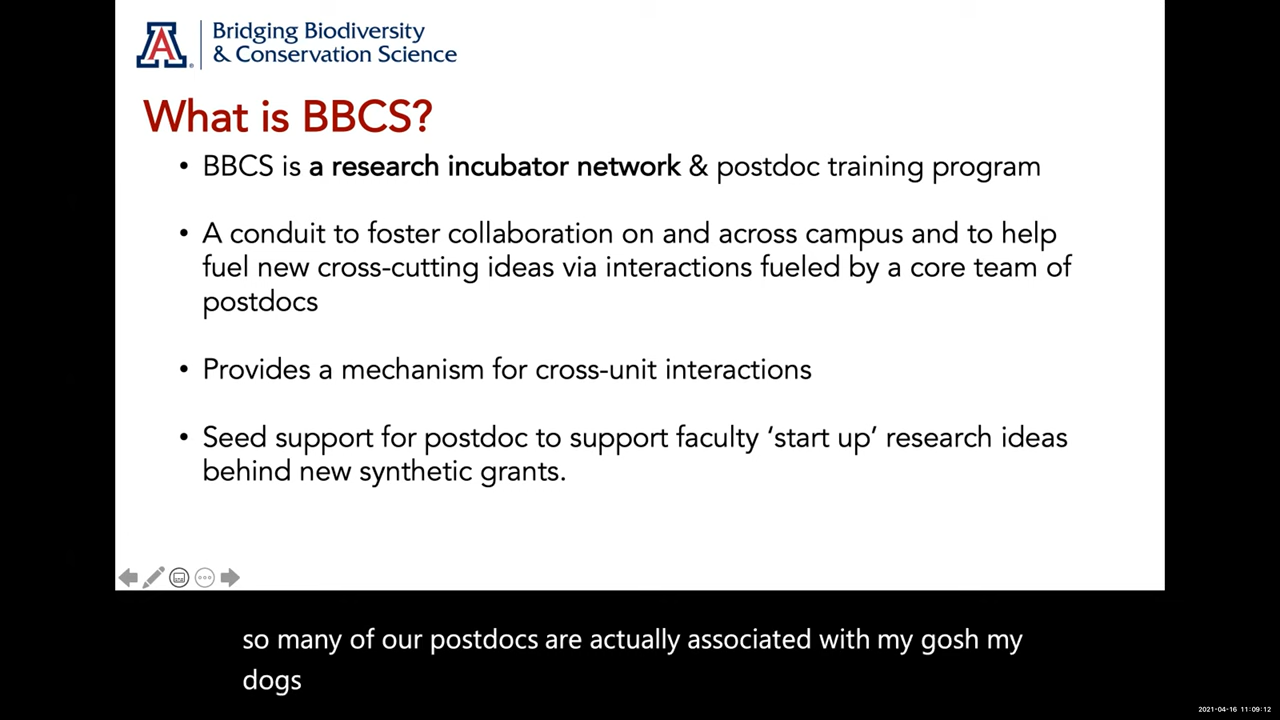 A
Bridging Biodiversity
& Conservation Science
What is BBCS?
• BBCS is a research incubator network & postdoc training program
• A conduit to foster collaboration on and across campus and to help
fuel new cross-cutting ideas via interactions fueled by a core team of
postdocs
• Provides a mechanism for cross-unit interactions
• Seed support for postdoc to support faculty ‘start up’ research ideas
behind new synthetic grants.
so many of our postdocs are actually associated with my gosh my
dogs
2021-04-16 11:09:12